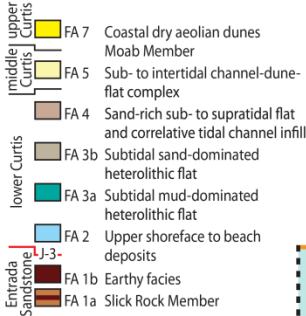 upper
Curtis
FA 7 Coastal dry aeolian dunes
Moab Member
middle
Curtis
FA 5 Sub- to intertidal channel-dune-
flat complex
lower Curtis
FA 4 Sand-rich sub- to supratidal flat
and correlative tidal channel infill
FA 3b Subtidal sand-dominated
heterolithic flat
FA 3a Subtidal mud-dominated
heterolithic flat
FA 2 Upper shoreface to beach
deposits
J-3
Entrada
Sandstone
FA 1b Earthy facies
FA 1a Slick Rock Member